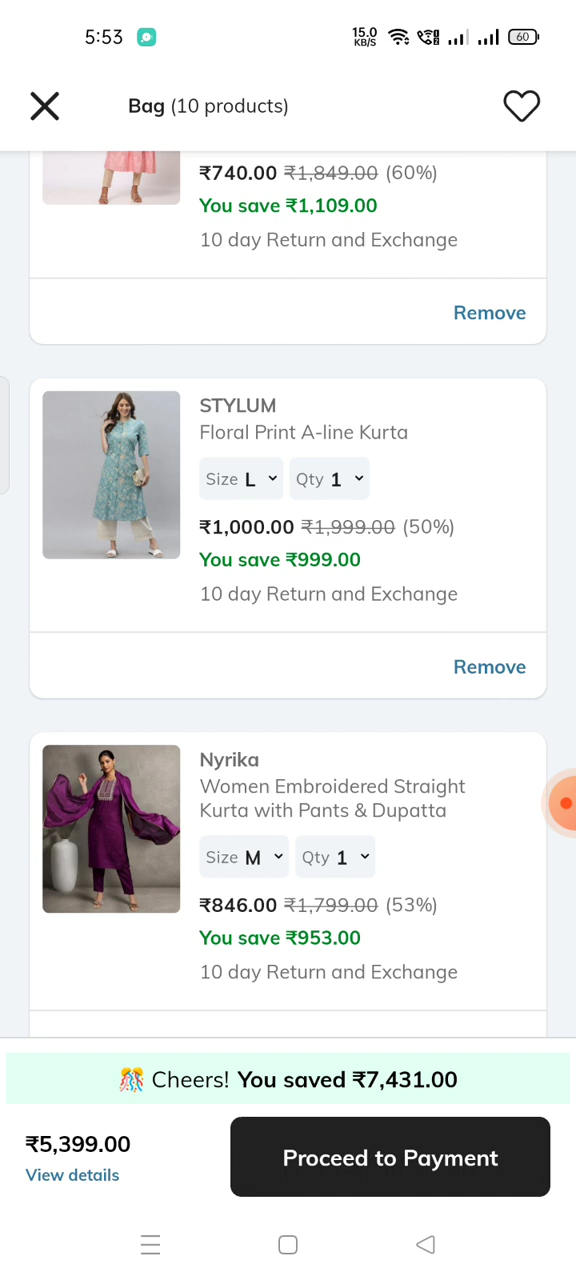 5:53
15.0
KB/S
60
Bag (10 products)
₹740.00 ₹1,849.00 (60%)
You save ₹1,109.00
10 day Return and Exchange
Remove
STYLUM
Floral Print A-line Kurta
Size L Qty 1
₹1,000.00 ₹1,999.00 (50%)
You save ₹999.00
10 day Return and Exchange
Remove
Nyrika
Women Embroidered Straight
Kurta with Pants & Dupatta
Size M Qty 1
₹846.00 ₹1,799.00 (53%)
You save ₹953.00
10 day Return and Exchange
🎊 Cheers! You saved ₹7,431.00
₹5,399.00
View details
Proceed to Payment